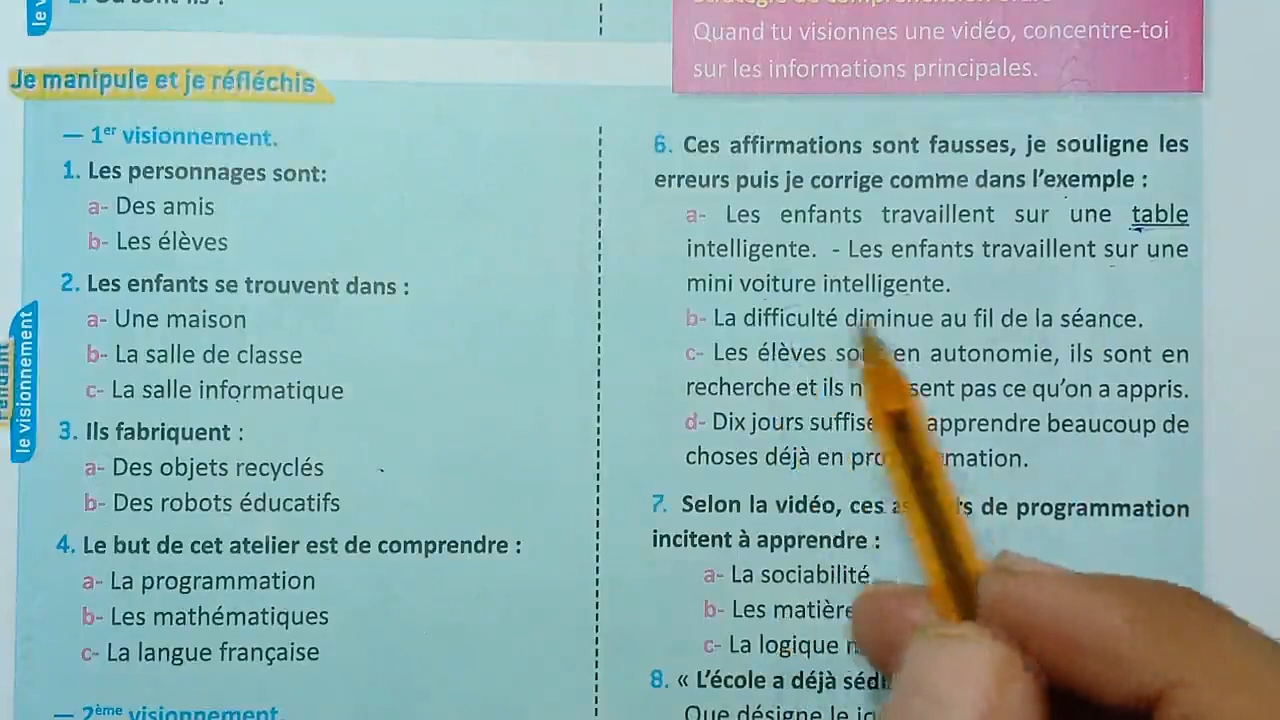 Quand tu visionnes une vidéo, concentre-toi
sur les informations principales.
Je manipule et je réfléchis
— 1er visionnement.
1. Les personnages sont:
a- Des amis
b- Les élèves
2. Les enfants se trouvent dans :
a- Une maison
b- La salle de classe
c- La salle informatique
3. Ils fabriquent :
a- Des objets recyclés
b- Des robots éducatifs
4. Le but de cet atelier est de comprendre :
a- La programmation
b- Les mathématiques
c- La langue française
— 2ème visionnement.
le visionnement
6. Ces affirmations sont fausses, je souligne les
erreurs puis je corrige comme dans l'exemple :
a- Les enfants travaillent sur une table
intelligente. - Les enfants travaillent sur une
mini voiture intelligente.
b- La difficulté diminue au fil de la séance.
c- Les élèves en autonomie, ils sont en
recherche et ils pas ce qu'on a appris.
d- Dix jours apprendre beaucoup de
choses déjà en
7. Selon la vidéo, ces de programmation
incitent à apprendre :
a- La sociabilité
b- Les
c- La logique
8. « L'école a déjà
Que désigne le